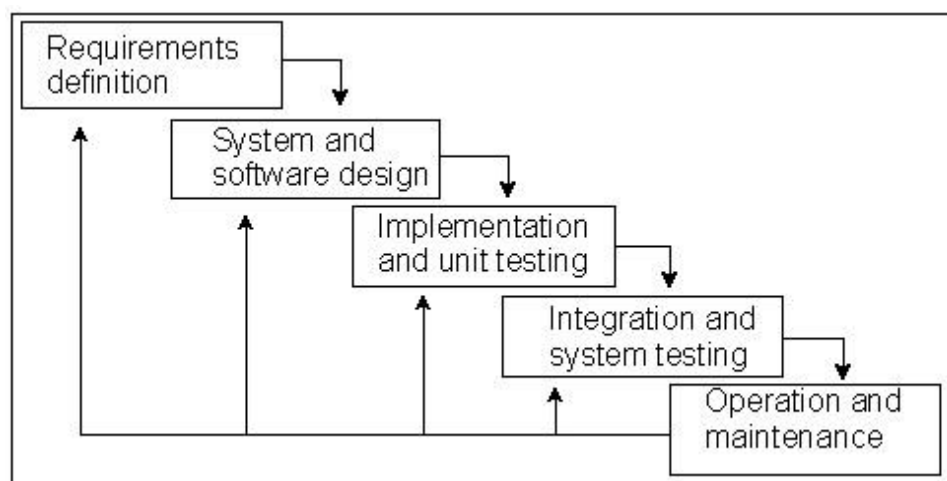 Requirements
definition
System and
software design
Implementation
and unit testing
Integration and
system testing
Operation and
maintenance